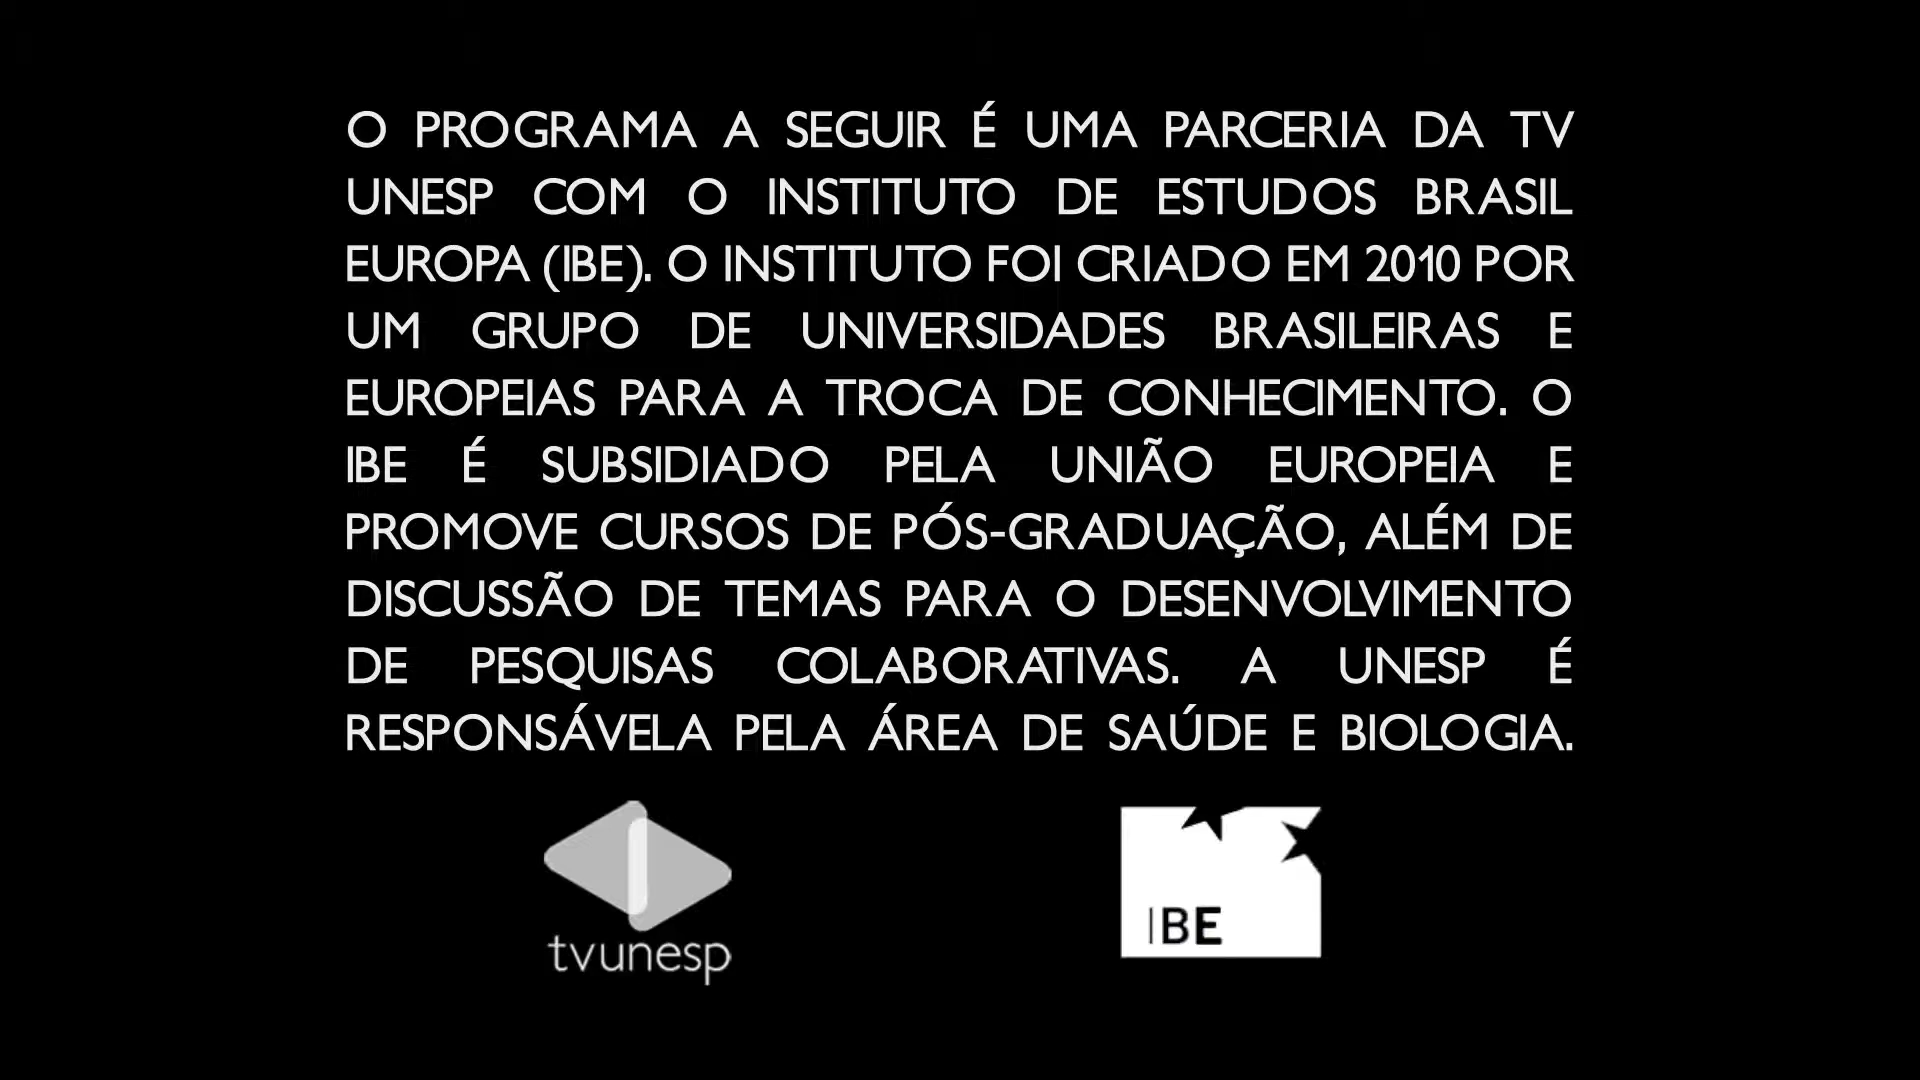 O PROGRAMA A SEGUIR É UMA PARCERIA DA TV
UNESP COM O INSTITUTO DE ESTUDOS BRASIL
EUROPA (IBE). O INSTITUTO FOI CRIADO EM 2010 POR
UM GRUPO DE UNIVERSIDADES BRASILEIRAS E
EUROPEIAS PARA A TROCA DE CONHECIMENTO. O
IBE É SUBSIDIADO PELA UNIÃO EUROPEIA E
PROMOVE CURSOS DE PÓS-GRADUAÇÃO, ALÉM DE
DISCUSSÃO DE TEMAS PARA O DESENVOLVIMENTO
DE PESQUISAS COLABORATIVAS. A UNESP É
RESPONSÁVELA PELA ÁREA DE SAÚDE E BIOLOGIA.
tvunesp
IBE